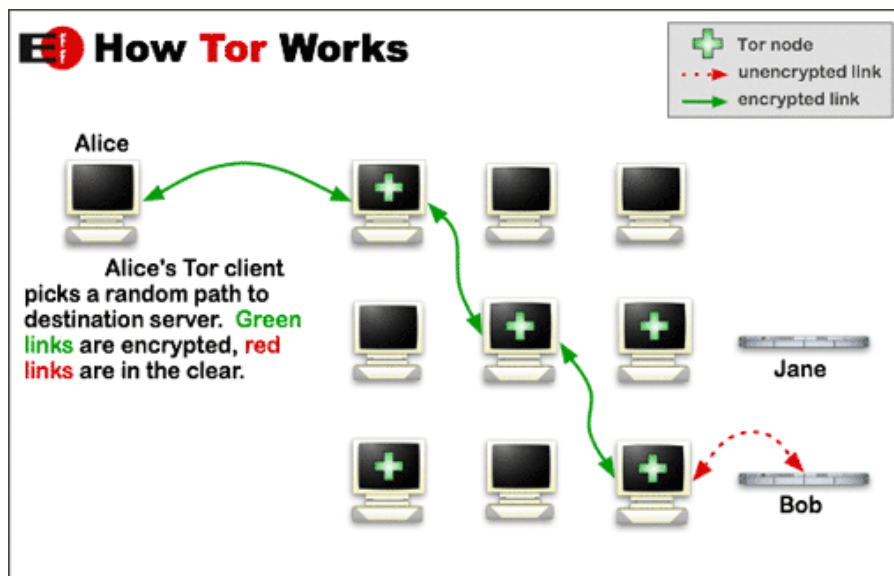 EFF How Tor Works
Tor node
unencrypted link
encrypted link
Alice
Alice's Tor client
picks a random path to
destination server. Green
links are encrypted, red
links are in the clear.
Jane
Bob